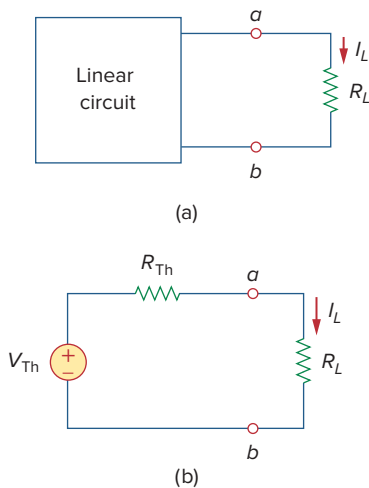 a
I_L
Linear
circuit
R_L
b
(a)
R_Th
a
I_L
V_Th
+
−
R_L
b
(b)